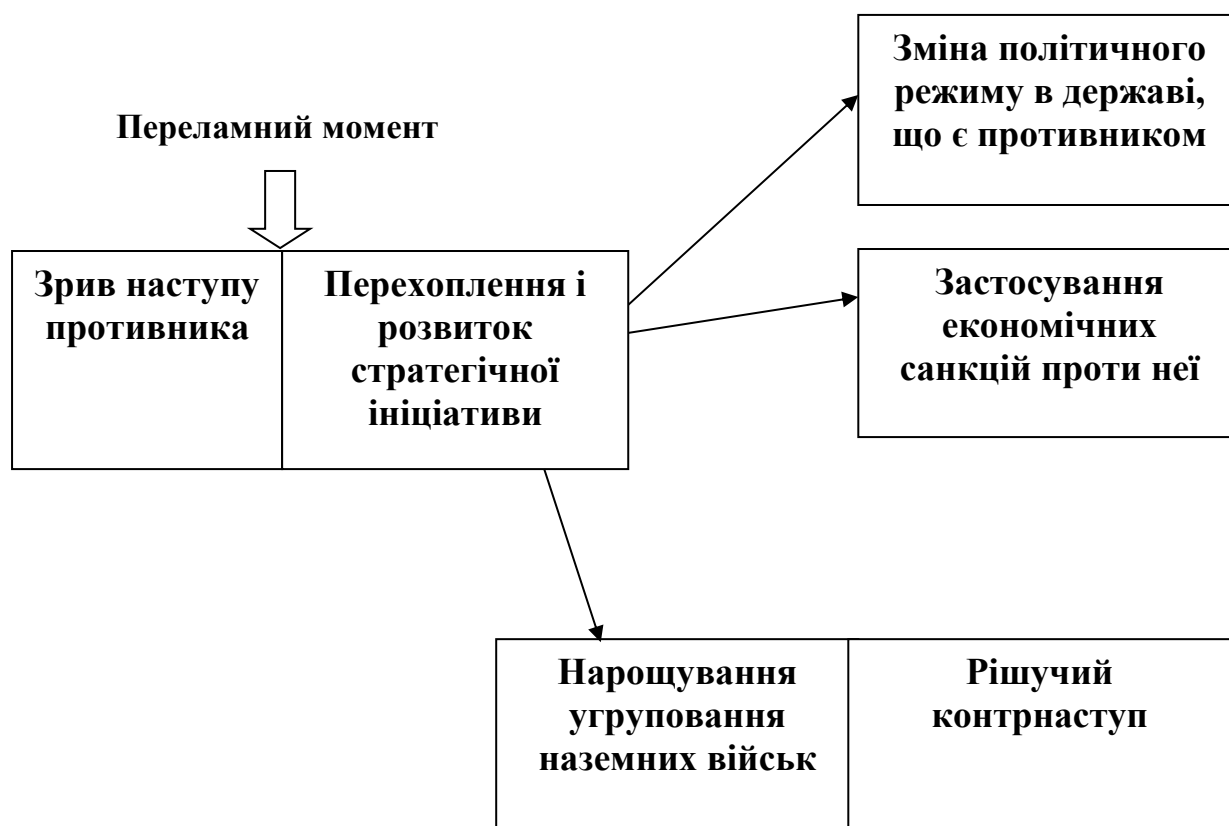 Переламний момент
Зміна політичного
режиму в державі,
що є противником
Зрив наступу
противника
Перехоплення і
розвиток
стратегічної
ініціативи
Застосування
економічних
санкцій проти неї
Нарощування
угруповання
наземних військ
Рішучий
контрнаступ